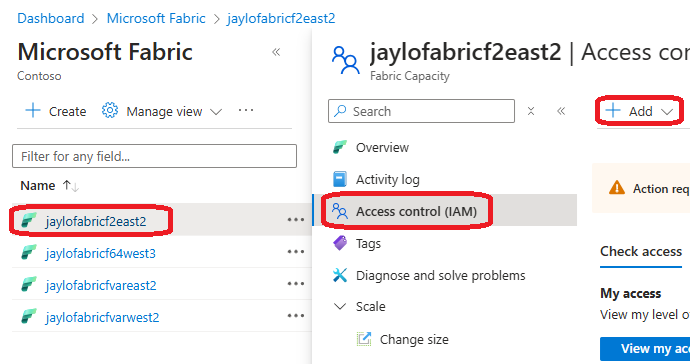 Dashboard > Microsoft Fabric > jaylofabricf2east2
Microsoft Fabric
Contoso
Create
Manage view
Filter for any field...
Name
jaylofabricf2east2
jaylofabricf64west3
jaylofabricfvareast2
jaylofabricfvarwest2
jaylofabricf2east2 | Access cor
Fabric Capacity
Search
Overview
Activity log
Access control (IAM)
Tags
Diagnose and solve problems
Scale
Change size
Add
Action req
Check access
My access
View my level o
View my acc